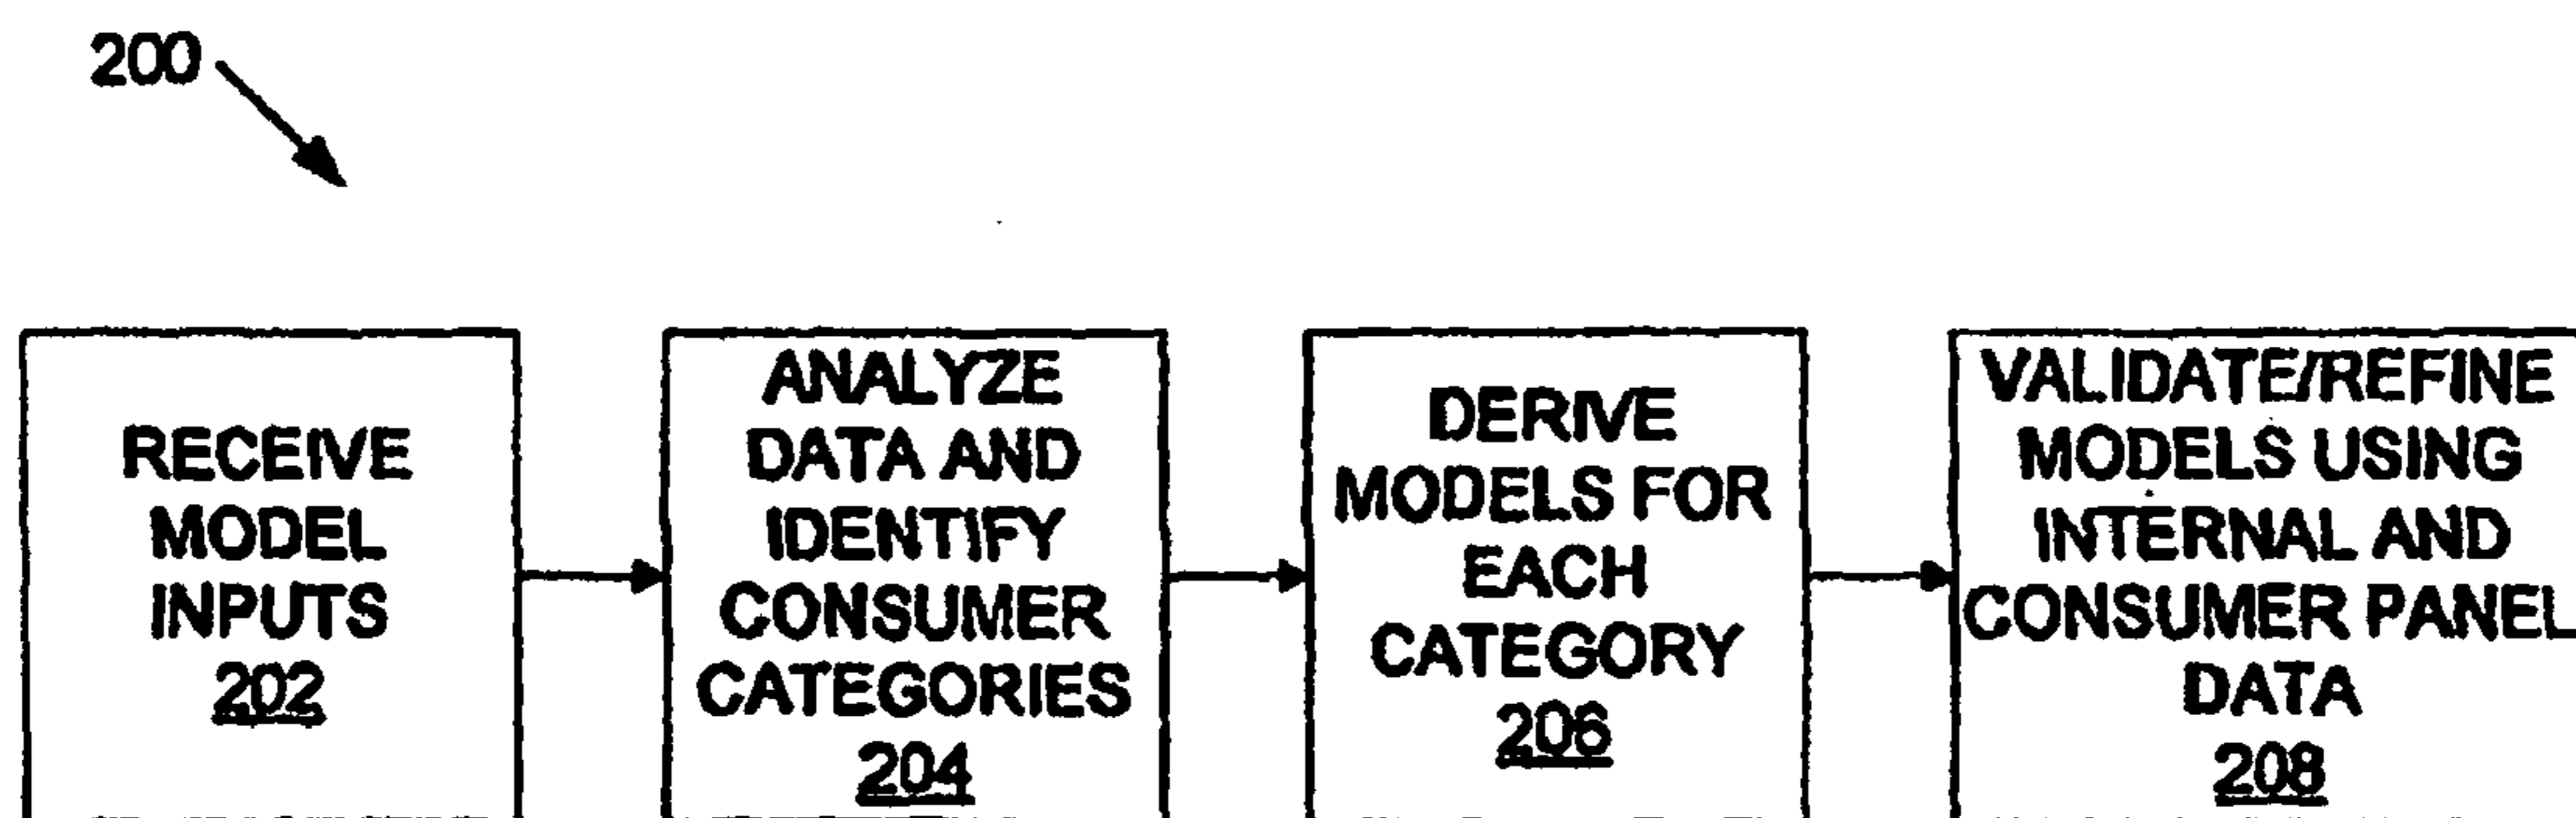 200
RECEIVE
MODEL
INPUTS
202
ANALYZE
DATA AND
IDENTIFY
CONSUMER
CATEGORIES
204
DERIVE
MODELS FOR
EACH
CATEGORY
206
VALIDATE/REFINE
MODELS USING
INTERNAL AND
CONSUMER PANEL
DATA
208